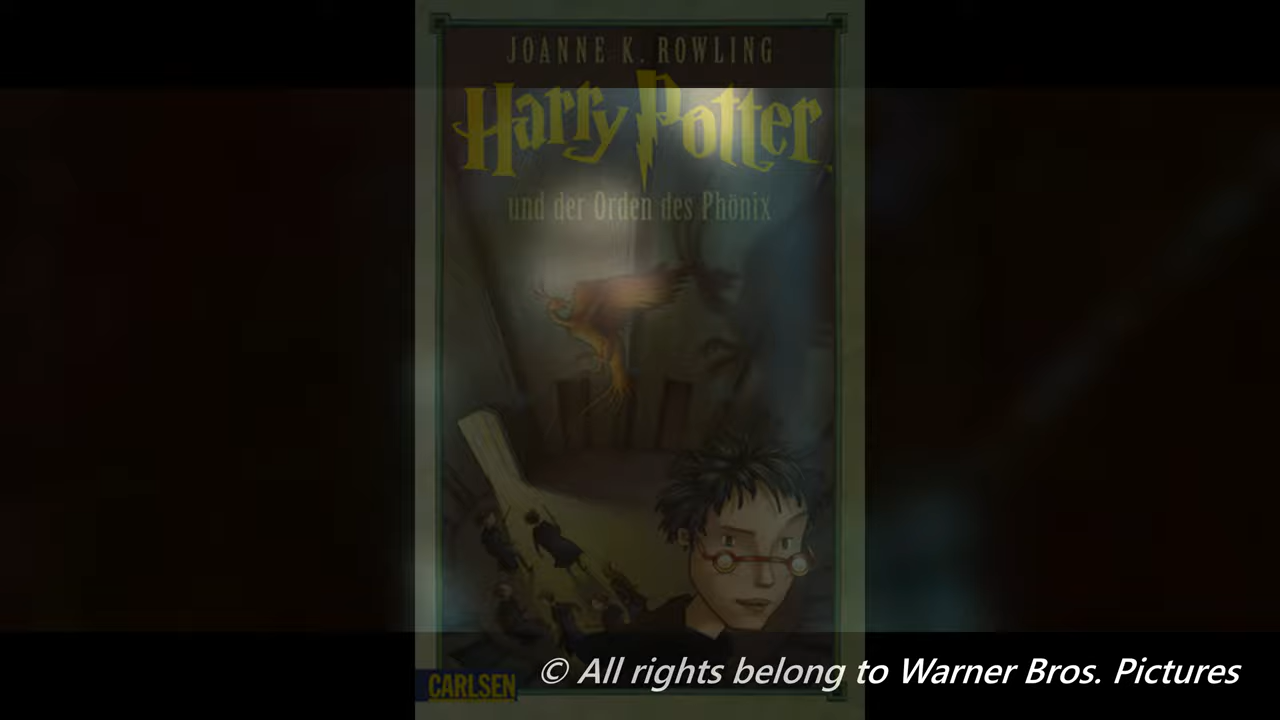 JOANNE K. ROWLING
Harry Potter
und der Orden des Phönix
CARLSEN
© All rights belong to Warner Bros. Pictures